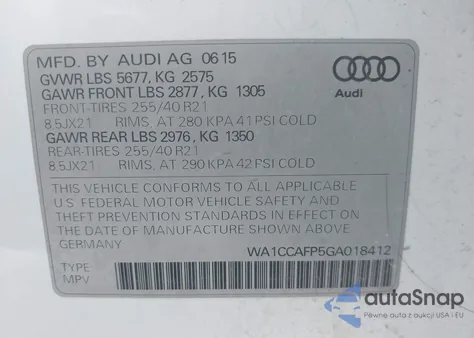 MFD. BY AUDI AG 06 15
GVWR LBS 5677, KG 2575
GAWR FRONT LBS 2877, KG 1305
FRONT-TIRES 255/40 R21
8.5JX21 RIMS, AT 280 KPA 41 PSI COLD
GAWR REAR LBS 2976, KG 1350
REAR-TIRES 255/40 R21
8.5JX21 RIMS, AT 290 KPA 42 PSI COLD
Audi
THIS VEHICLE CONFORMS TO ALL APPLICABLE
U.S. FEDERAL MOTOR VEHICLE SAFETY AND
THEFT PREVENTION STANDARDS IN EFFECT ON
THE DATE OF MANUFACTURE SHOWN ABOVE
GERMANY
WA1CCAFP5GA018412
TYPE
MPV
autoSnap
Pewne auto z aukcji USA i EU